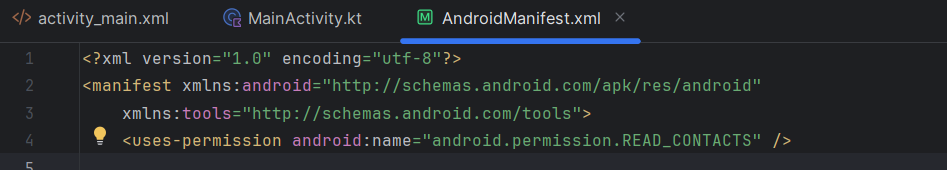 activity_main.xml MainActivity.kt AndroidManifest.xml
1 <?xml version="1.0" encoding="utf-8"?>
2 <manifest xmlns:android="http://schemas.android.com/apk/res/android"
3 xmlns:tools="http://schemas.android.com/tools">
4 <uses-permission android:name="android.permission.READ_CONTACTS" />
5